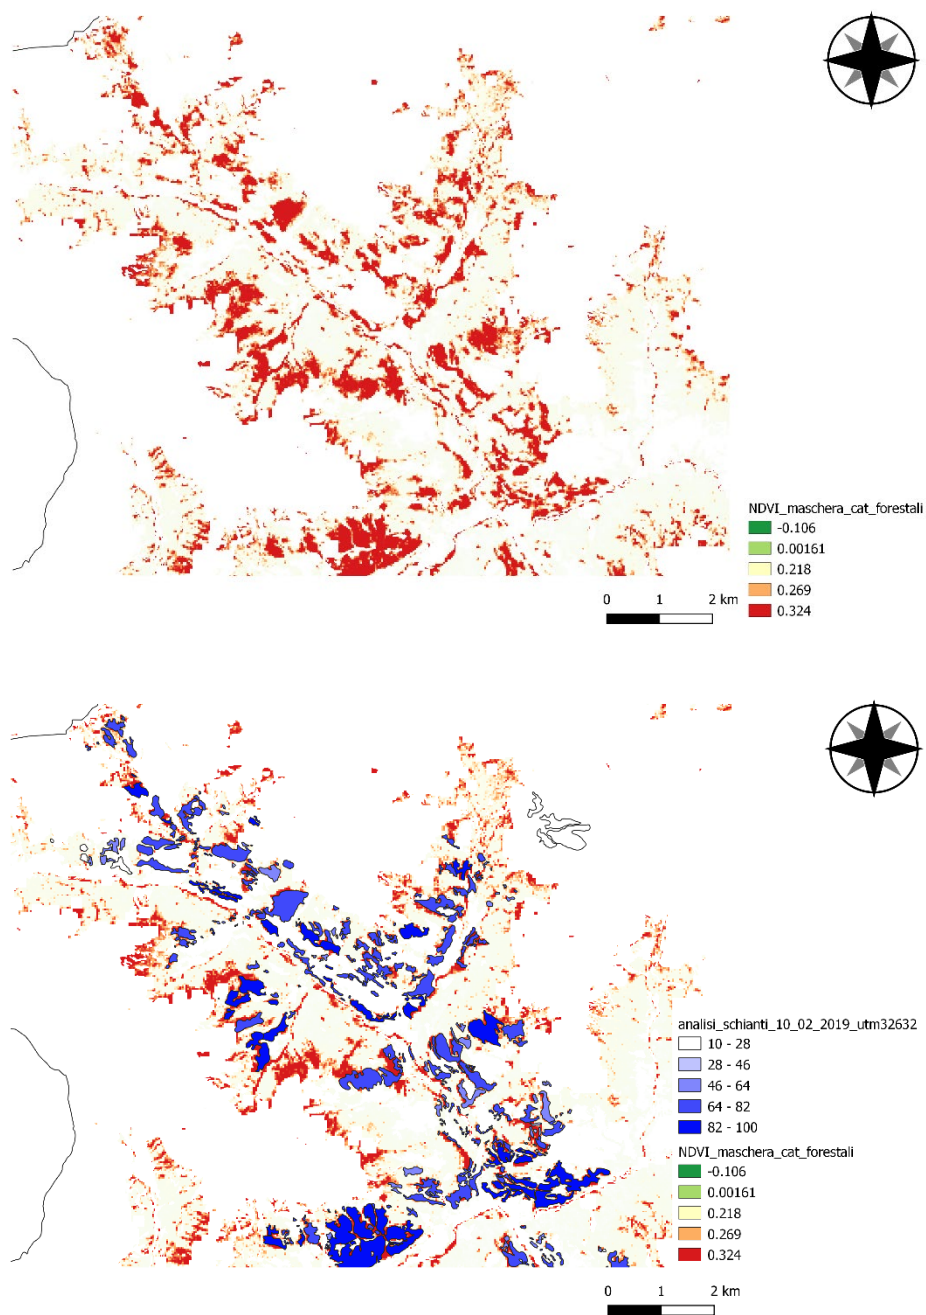 NDVI_maschera_cat_forestali
-0.106
0.00161
0.218
0.269
0.324
0 1 2 km
analisi_schianti_10_02_2019_utm32632
10 - 28
28 - 46
46 - 64
64 - 82
82 - 100
NDVI_maschera_cat_forestali
-0.106
0.00161
0.218
0.269
0.324
0 1 2 km